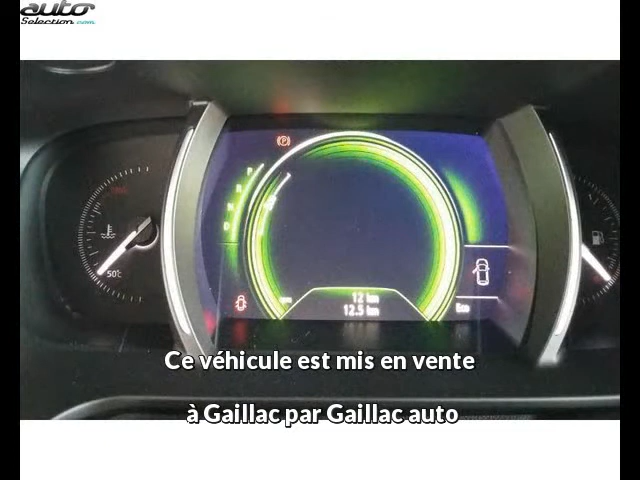 auto
Selection.com
P
R
N
D
50°C
12 km
12.5 km
Eco
Ce véhicule est mis en vente
à Gaillac par Gaillac auto